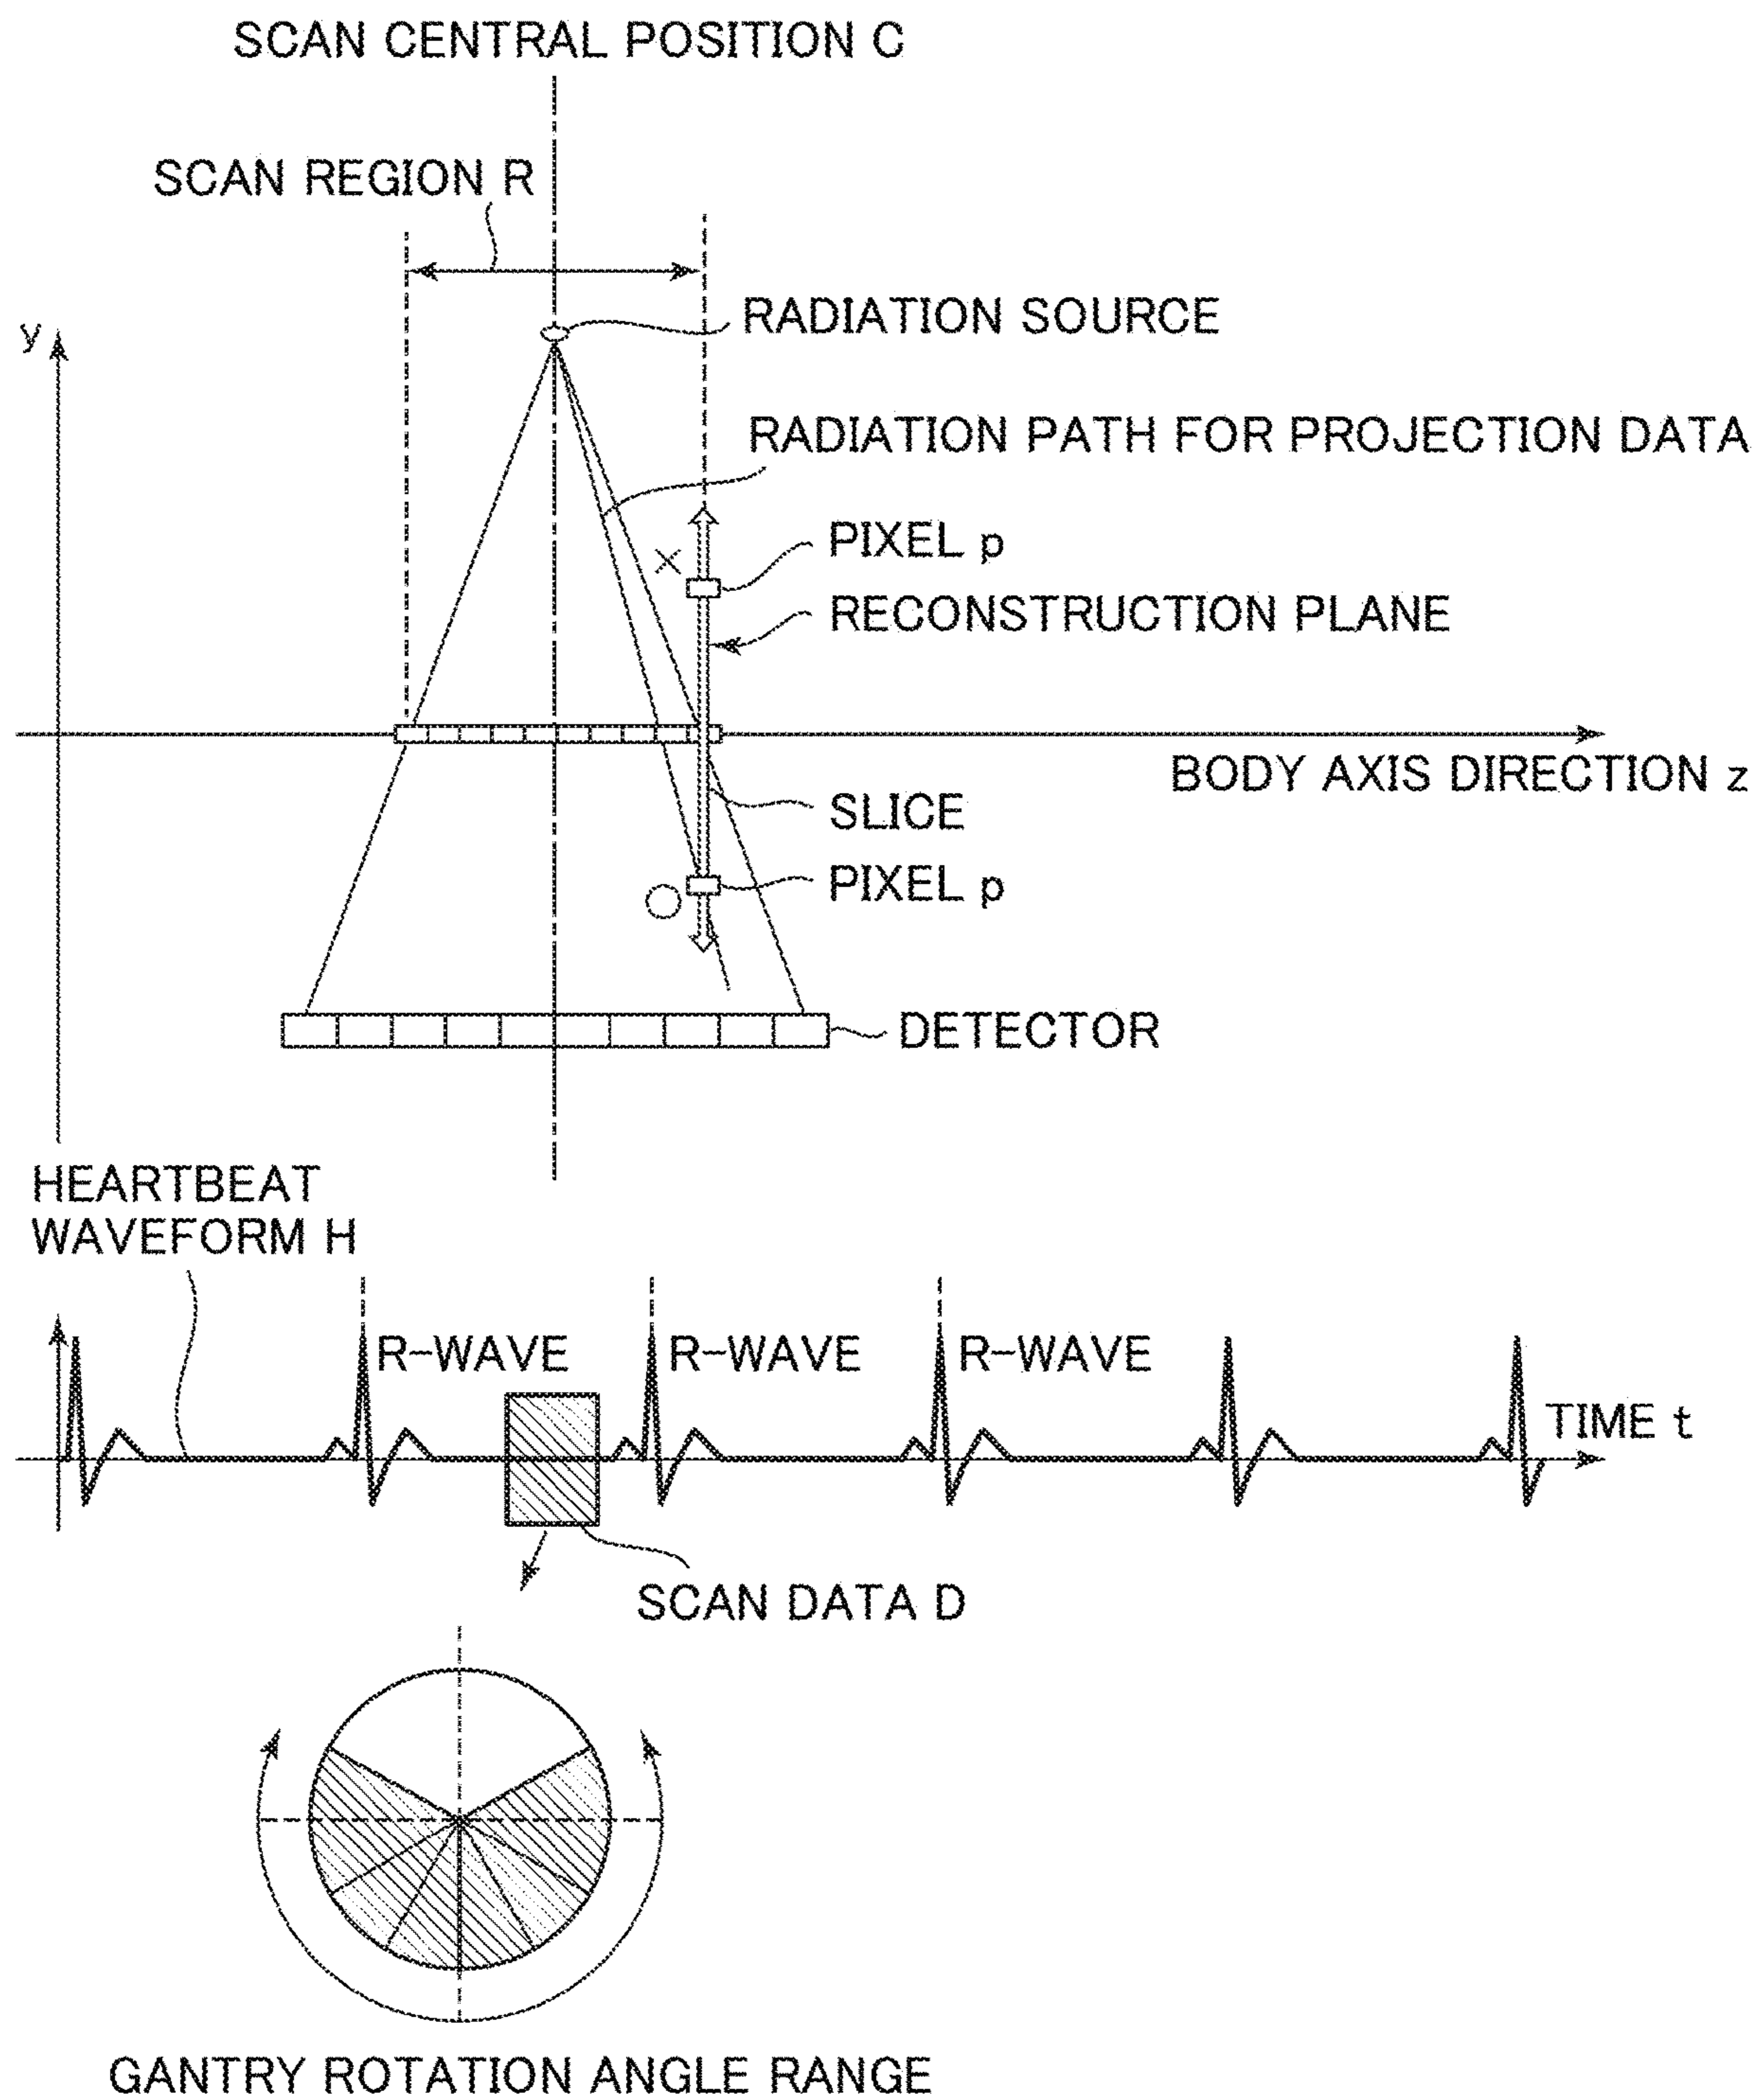 SCAN CENTRAL POSITION C
SCAN REGION R
RADIATION SOURCE
y
RADIATION PATH FOR PROJECTION DATA
PIXEL p
RECONSTRUCTION PLANE
BODY AXIS DIRECTION z
SLICE
PIXEL p
DETECTOR
HEARTBEAT
WAVEFORM H
R-WAVE R-WAVE R-WAVE
TIME t
SCAN DATA D
GANTRY ROTATION ANGLE RANGE